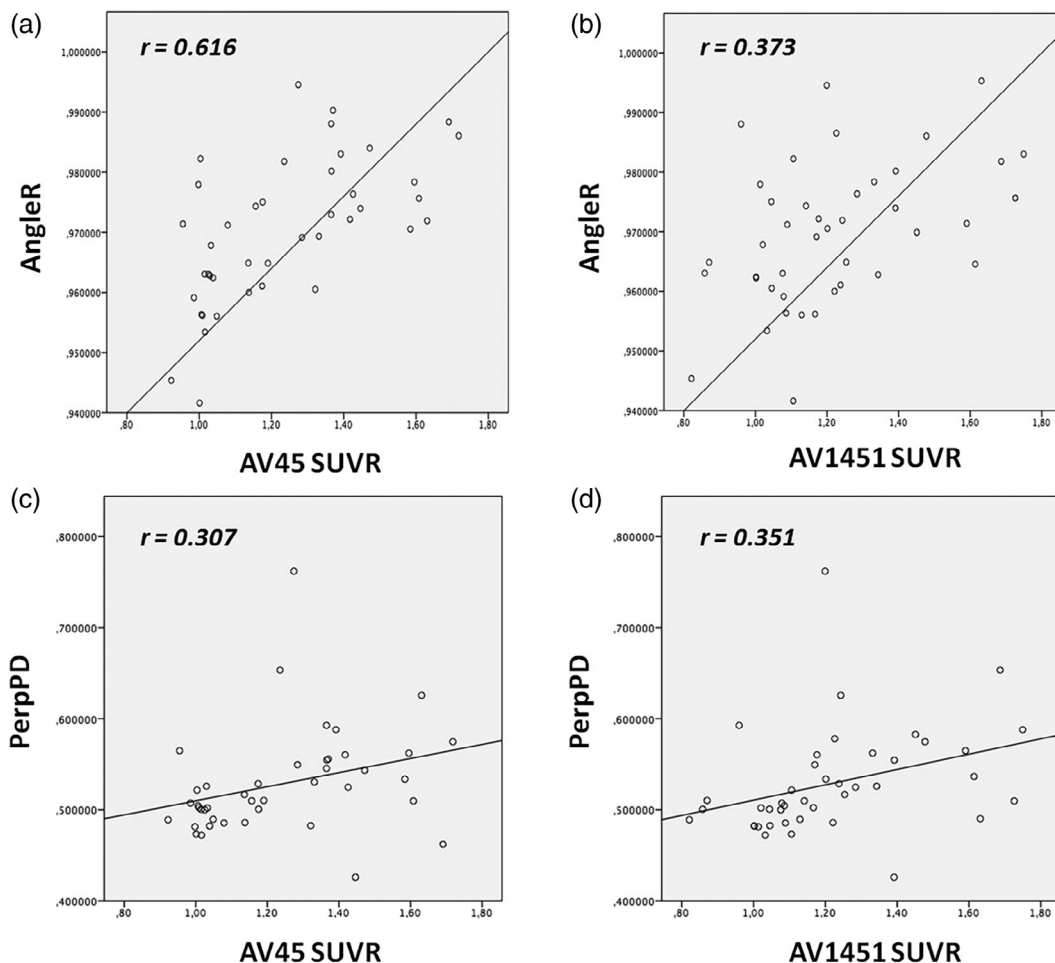 (a)
r = 0.616
AngleR
1,000000
,990000
,980000
,970000
,960000
,950000
,940000
,80 1,00 1,20 1,40 1,60 1,80
AV45 SUVR
(b)
r = 0.373
AngleR
1,000000
,990000
,980000
,970000
,960000
,950000
,940000
,80 1,00 1,20 1,40 1,60 1,80
AV1451 SUVR
(c)
r = 0.307
PerpPD
,800000
,700000
,600000
,500000
,400000
,80 1,00 1,20 1,40 1,60 1,80
AV45 SUVR
(d)
r = 0.351
PerpPD
,800000
,700000
,600000
,500000
,400000
,80 1,00 1,20 1,40 1,60 1,80
AV1451 SUVR